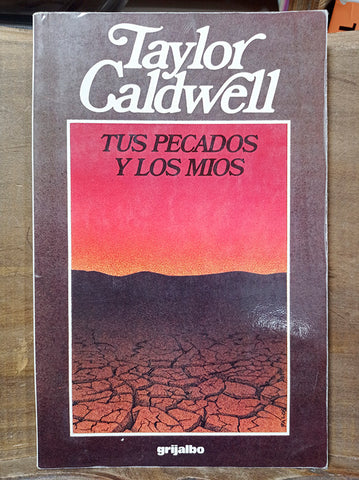 Taylor
Caldwell
TUS PECADOS
Y LOS MIOS
grijalbo